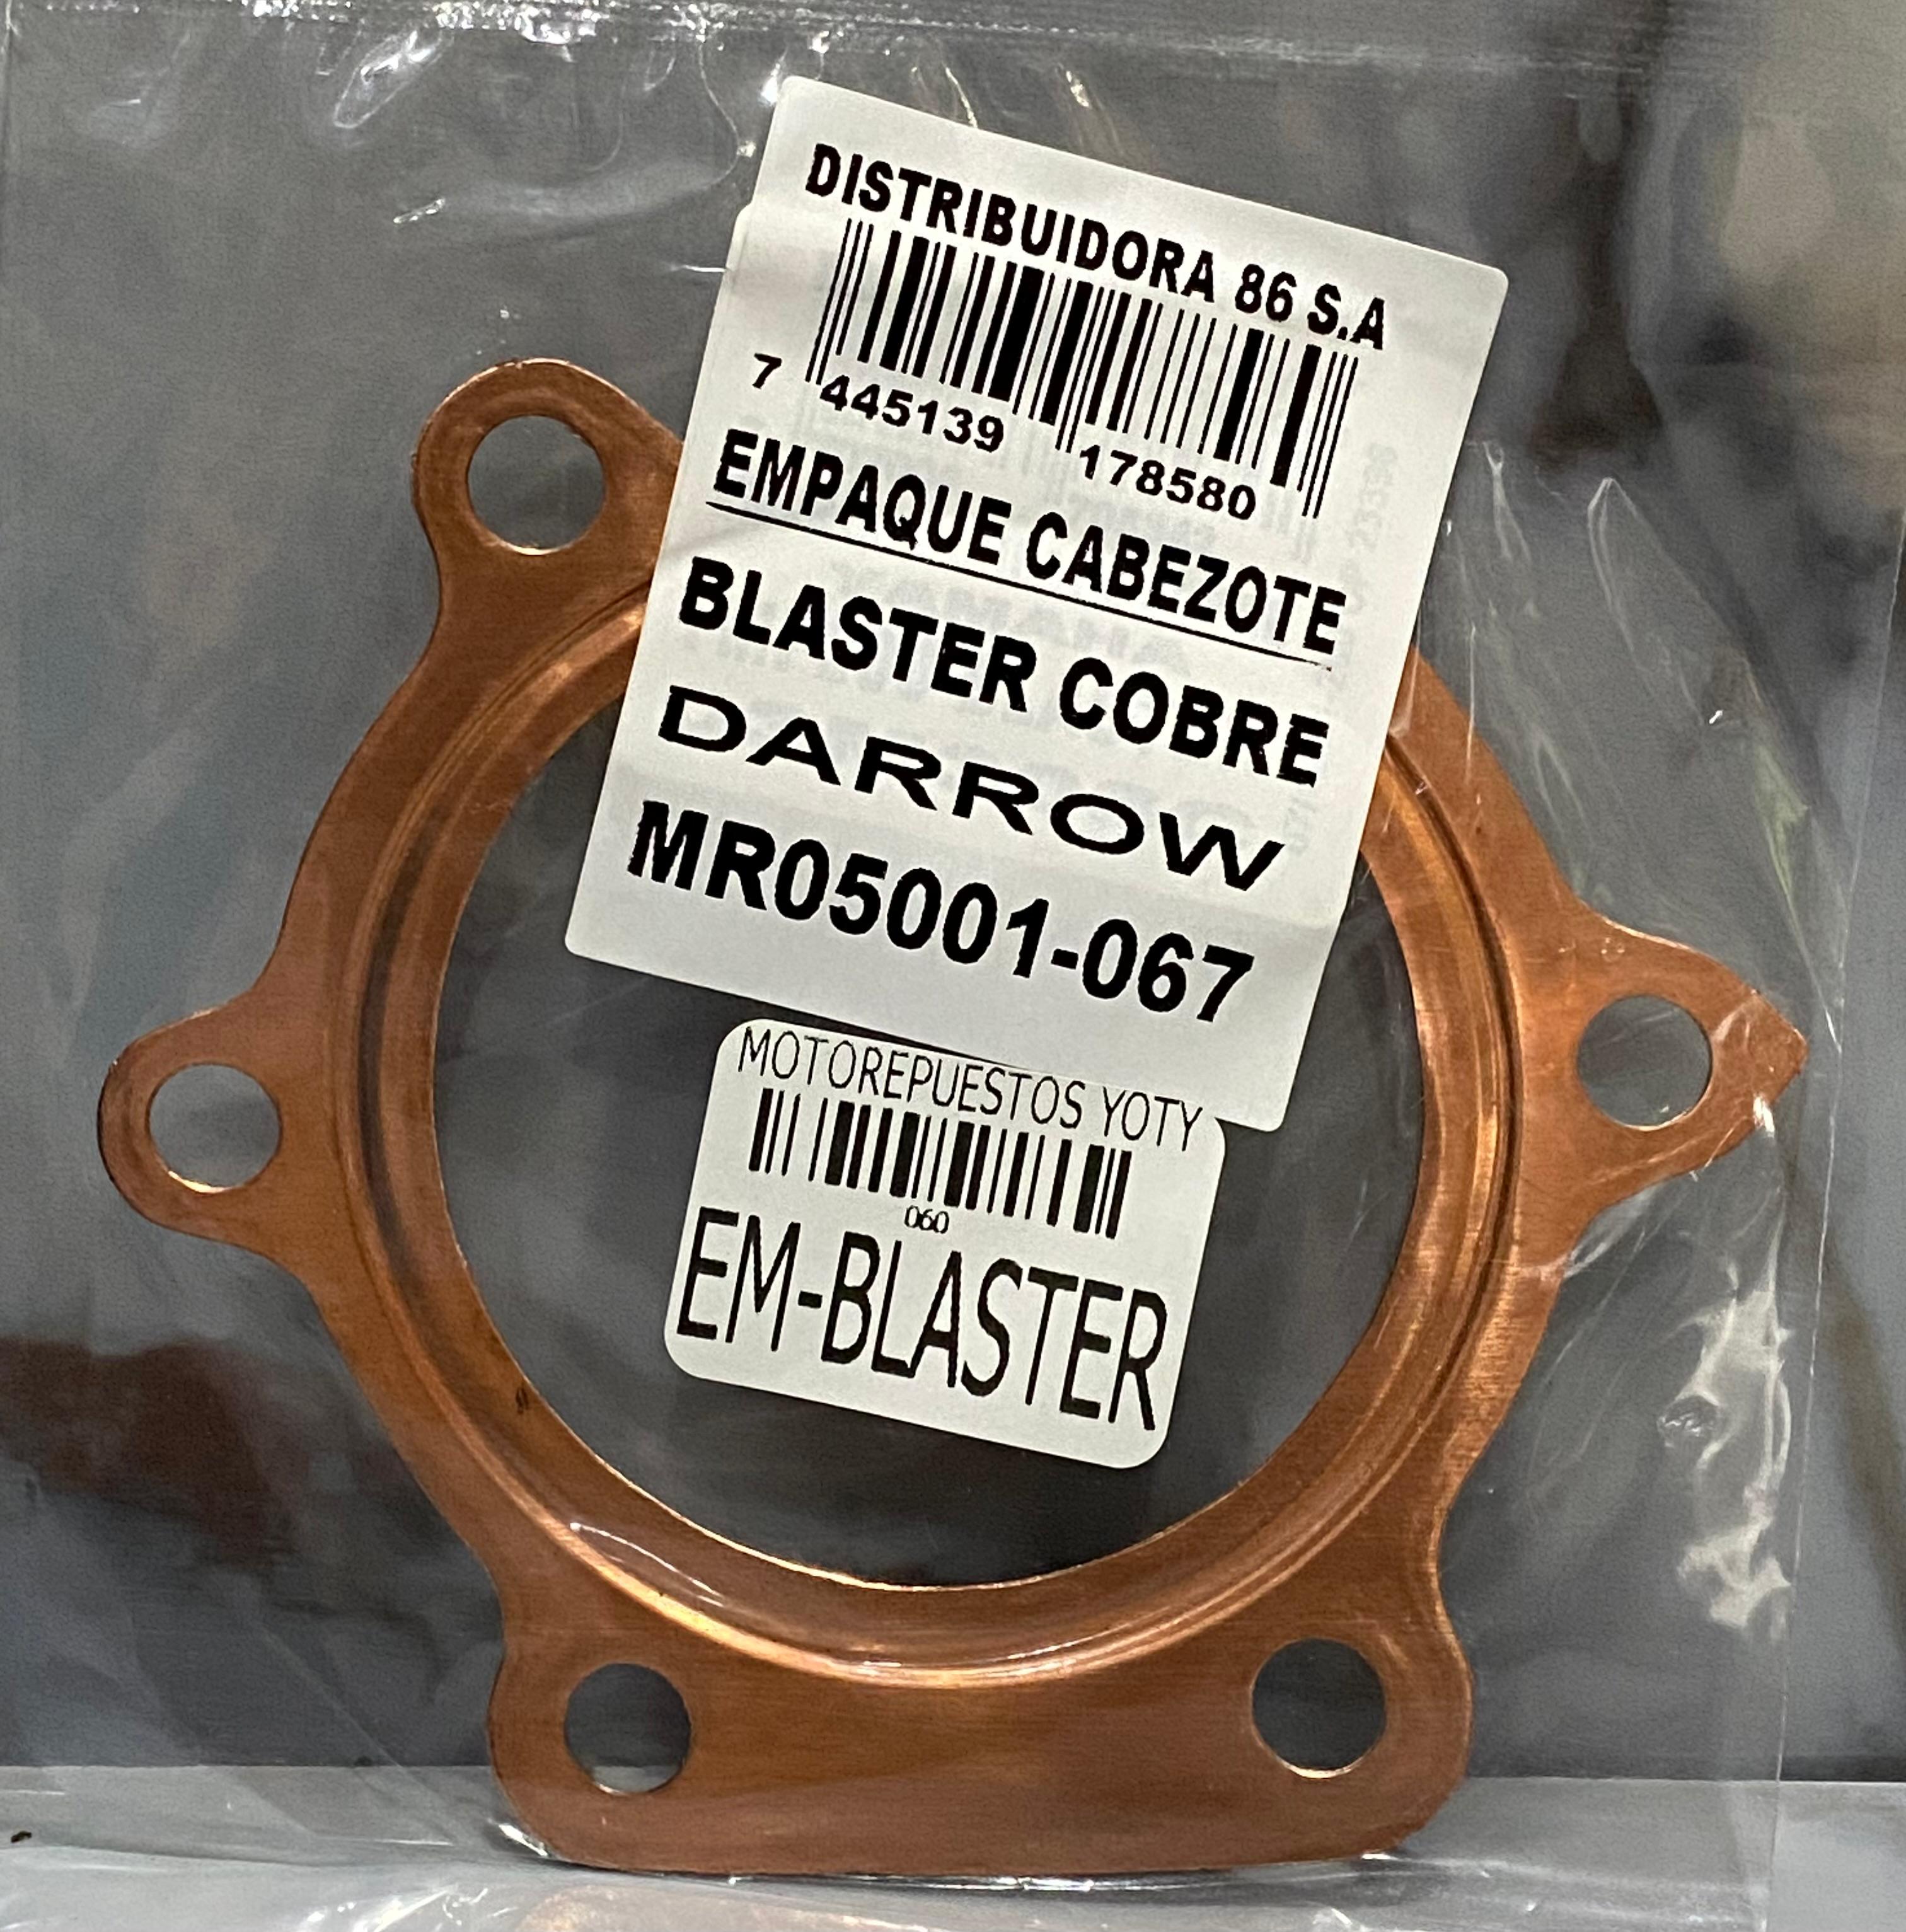 DISTRIBUIDORA 86 S.A
7 445139 178580
EMPAQUE CABEZOTE
BLASTER COBRE
DARROW
MR05001-067
MOTOREPUESTOS YOTY
060
EM-BLASTER